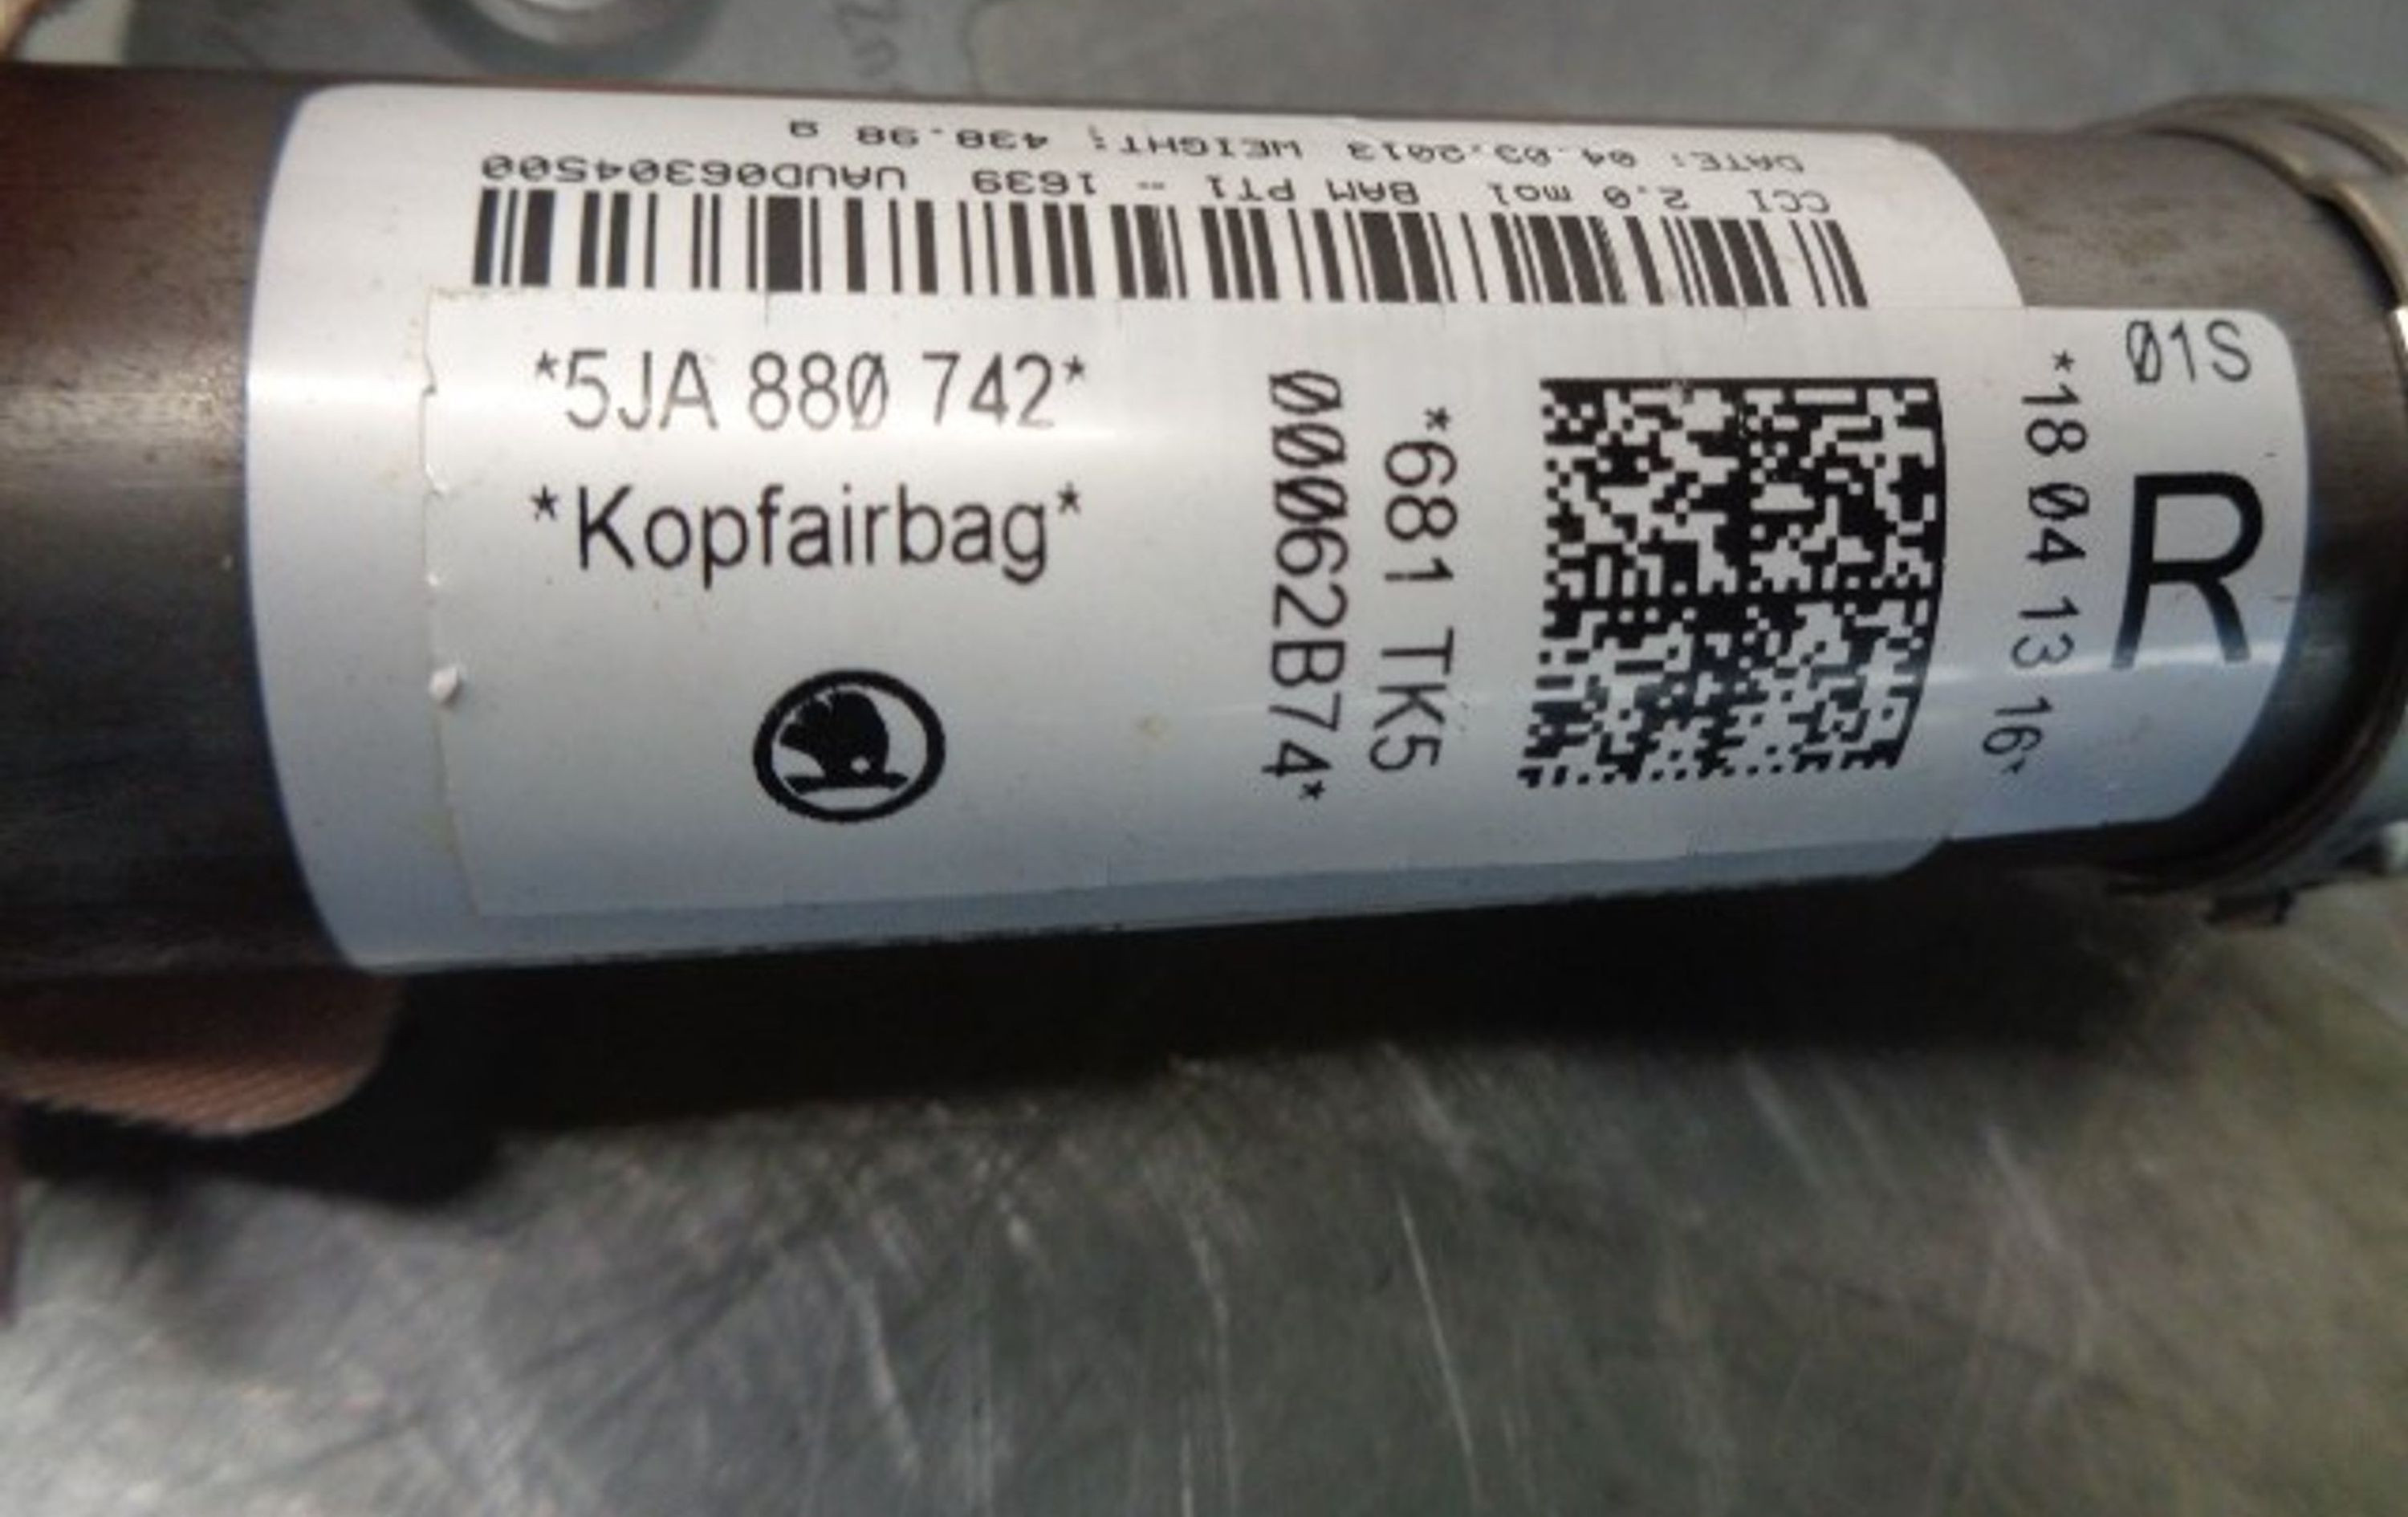 DATE: 04.03.2013 WEIGHT: 438.98 g
CCI 2.0 mol BAM PT1 - 1639 UAUD06304500
*5JA 880 742*
*Kopfairbag*
*681 TK5
00062B74*
*18 04 13 16*
01S
R